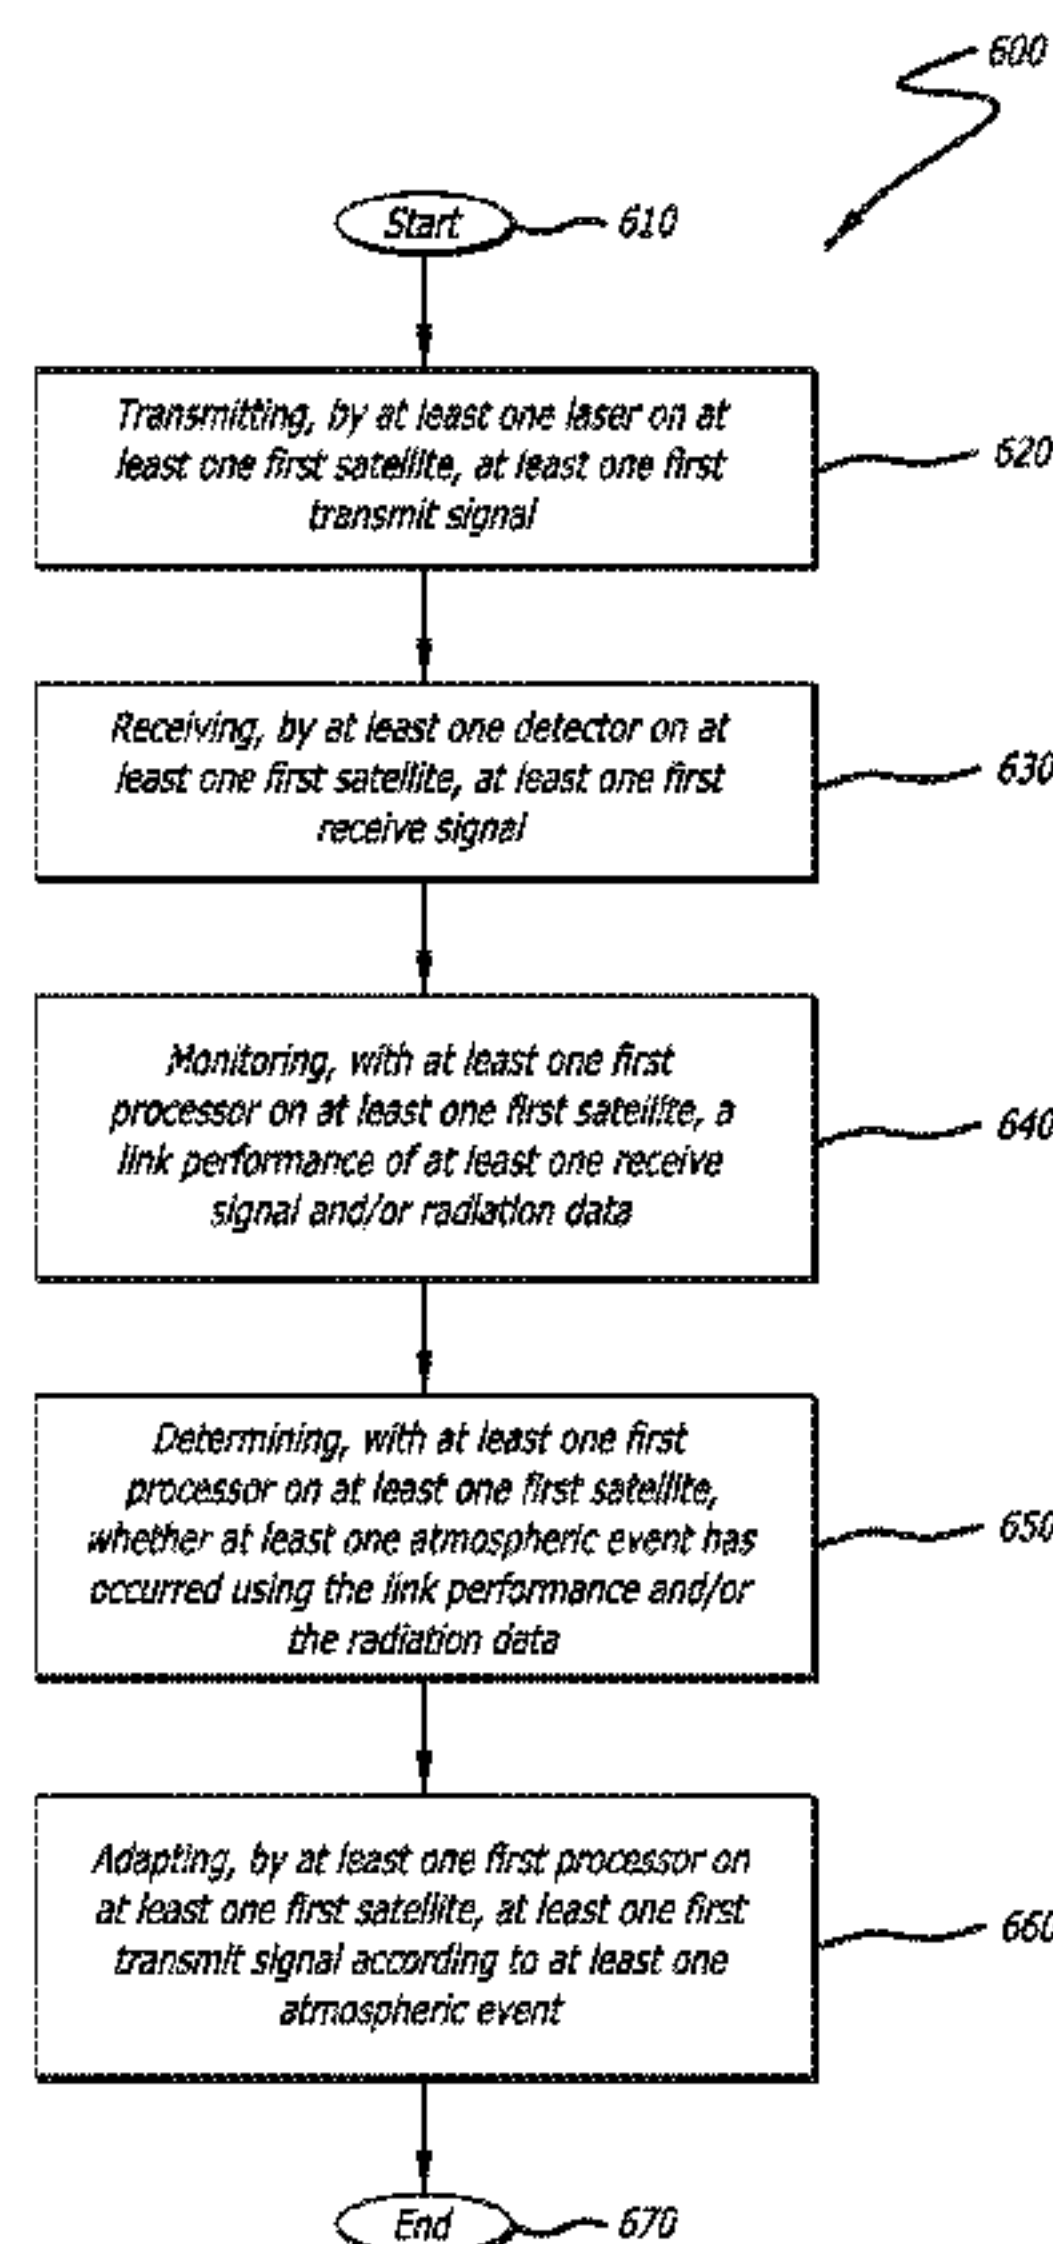 600
Start
610
Transmitting, by at least one laser on at
least one first satellite, at least one first
transmit signal
620
Receiving, by at least one detector on at
least one first satellite, at least one first
receive signal
630
Monitoring, with at least one first
processor on at least one first satellite, a
link performance of at least one receive
signal and/or radiation data
640
Determining, with at least one first
processor on at least one first satellite,
whether at least one atmospheric event has
occurred using the link performance and/or
the radiation data
650
Adapting, by at least one first processor on
at least one first satellite, at least one first
transmit signal according to at least one
atmospheric event
660
End
670